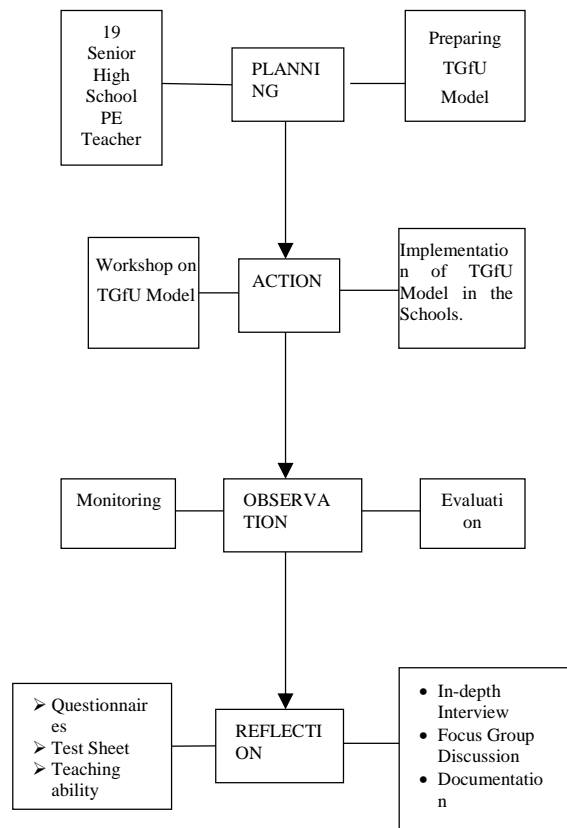 19
Senior
High
School
PE
Teacher
PLANNI
NG
Preparing
TGfU
Model
Workshop on
TGfU Model
ACTION
Implementatio
n of TGfU
Model in the
Schools.
Monitoring
OBSERVA
TION
Evaluati
on
➢ Questionnair
es
➢ Test Sheet
➢ Teaching
ability
REFLECTI
ON
• In-depth
Interview
• Focus Group
Discussion
• Documentatio
n